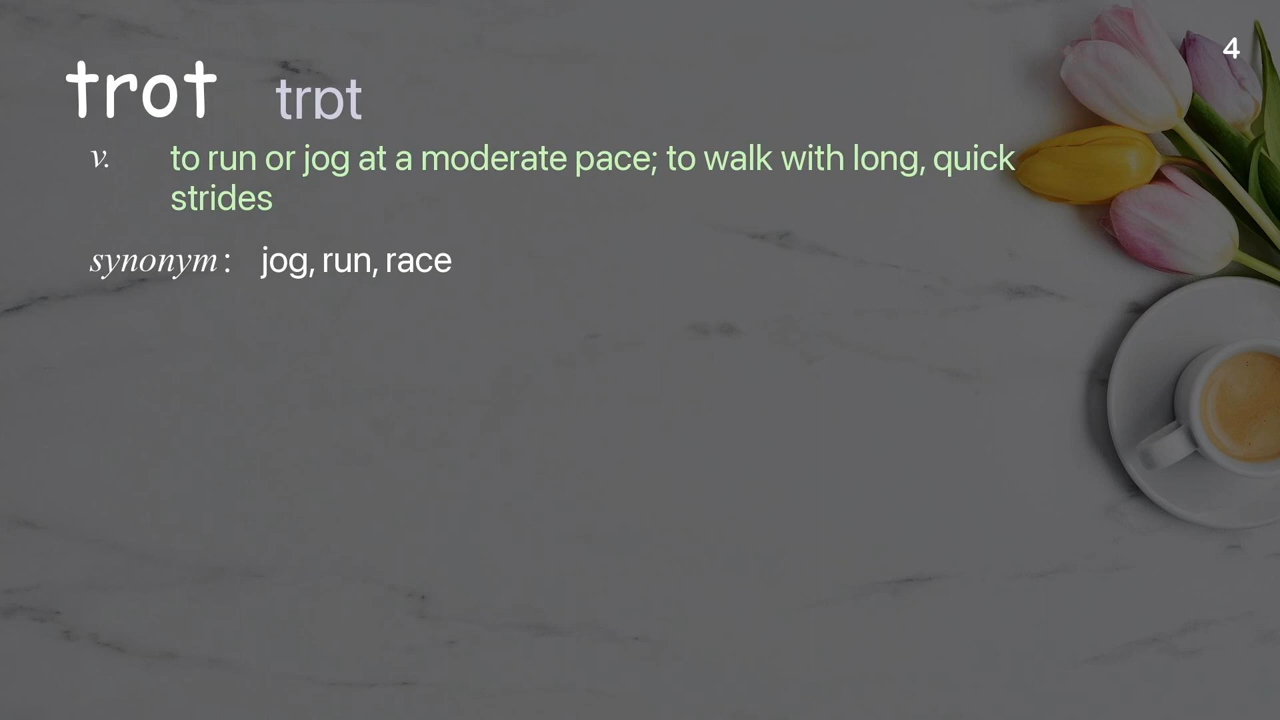 4
trot trɒt
v. to run or jog at a moderate pace; to walk with long, quick
strides
synonym : jog, run, race